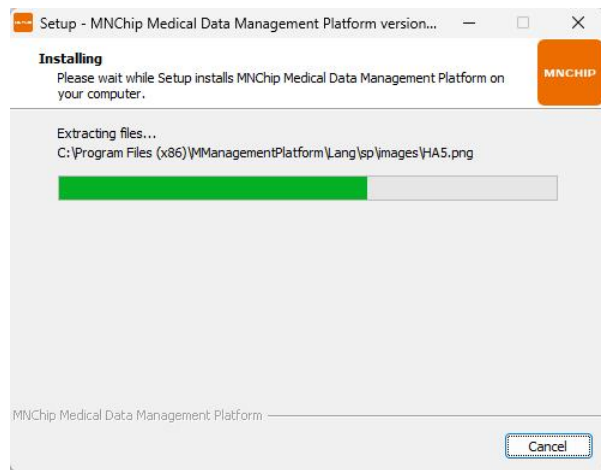 Setup - MNChip Medical Data Management Platform version...
Installing
Please wait while Setup installs MNChip Medical Data Management Platform on
your computer.
MNCHIP
Extracting files...
C:\Program Files (x86)\MManagementPlatform\Lang\sp\images\HA5.png
MNChip Medical Data Management Platform
Cancel